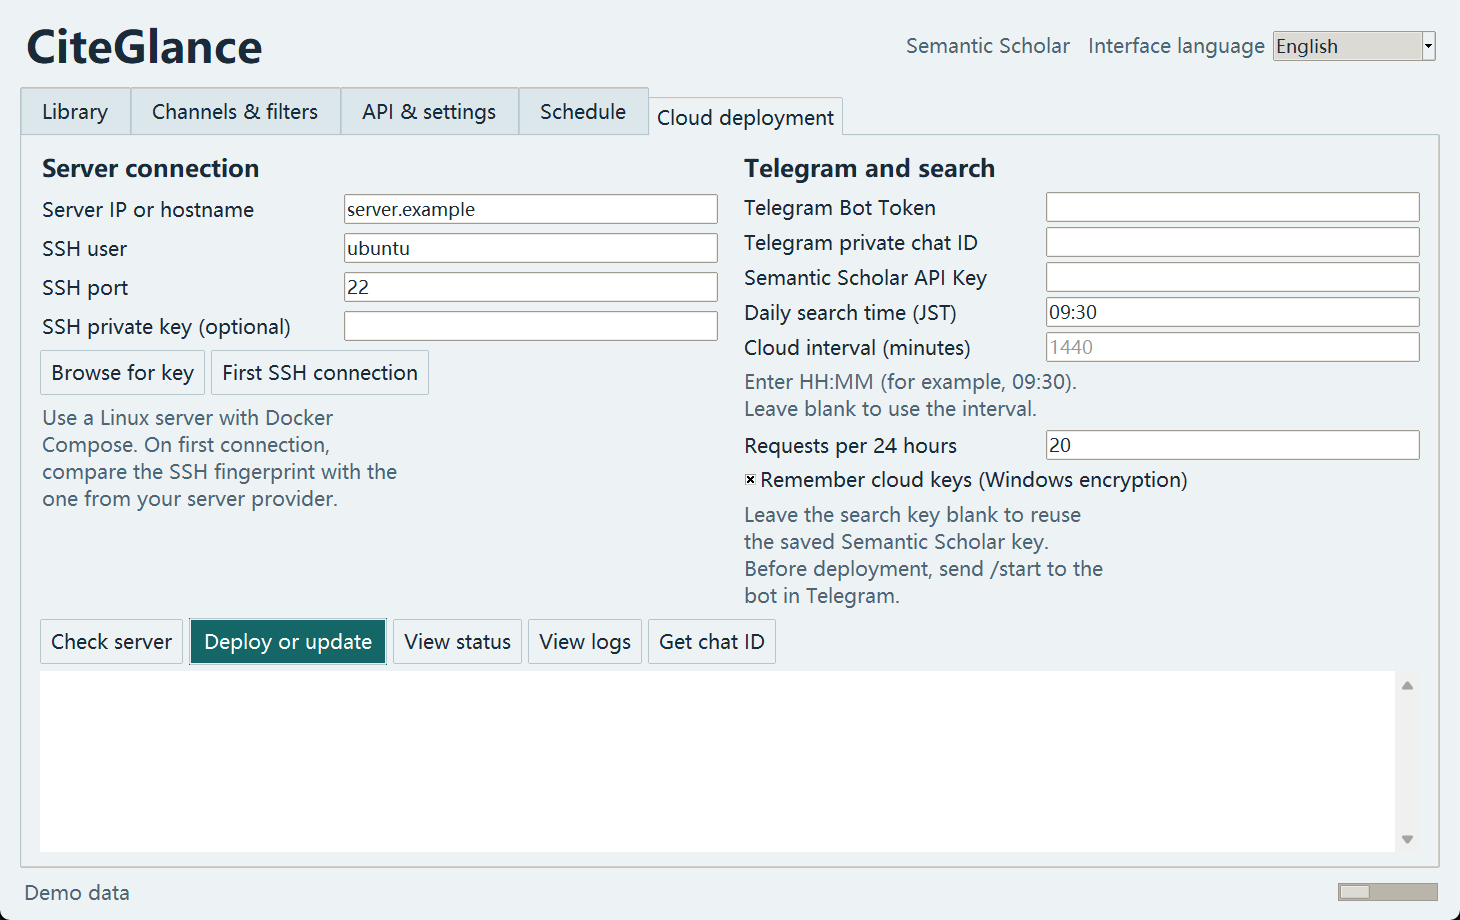 CiteGlance
Semantic Scholar Interface language English
Library Channels & filters API & settings Schedule Cloud deployment
Server connection
Server IP or hostname server.example
SSH user ubuntu
SSH port 22
SSH private key (optional)
Browse for key First SSH connection
Use a Linux server with Docker
Compose. On first connection,
compare the SSH fingerprint with the
one from your server provider.
Telegram and search
Telegram Bot Token
Telegram private chat ID
Semantic Scholar API Key
Daily search time (JST) 09:30
Cloud interval (minutes) 1440
Enter HH:MM (for example, 09:30).
Leave blank to use the interval.
Requests per 24 hours 20
Remember cloud keys (Windows encryption)
Leave the search key blank to reuse
the saved Semantic Scholar key.
Before deployment, send /start to the
bot in Telegram.
Check server Deploy or update View status View logs Get chat ID
Demo data